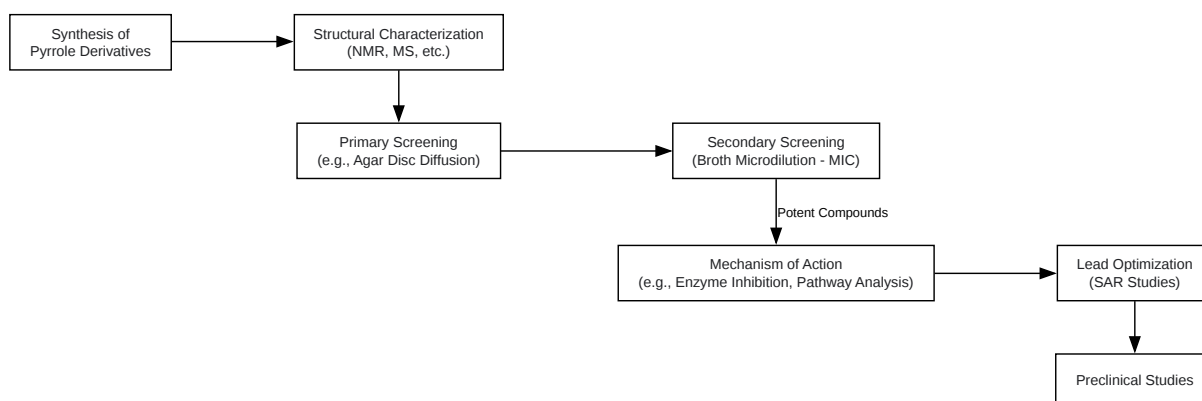 Synthesis of
Pyrrole Derivatives
Structural Characterization
(NMR, MS, etc.)
Primary Screening
(e.g., Agar Disc Diffusion)
Secondary Screening
(Broth Microdilution - MIC)
Potent Compounds
Mechanism of Action
(e.g., Enzyme Inhibition, Pathway Analysis)
Lead Optimization
(SAR Studies)
Preclinical Studies